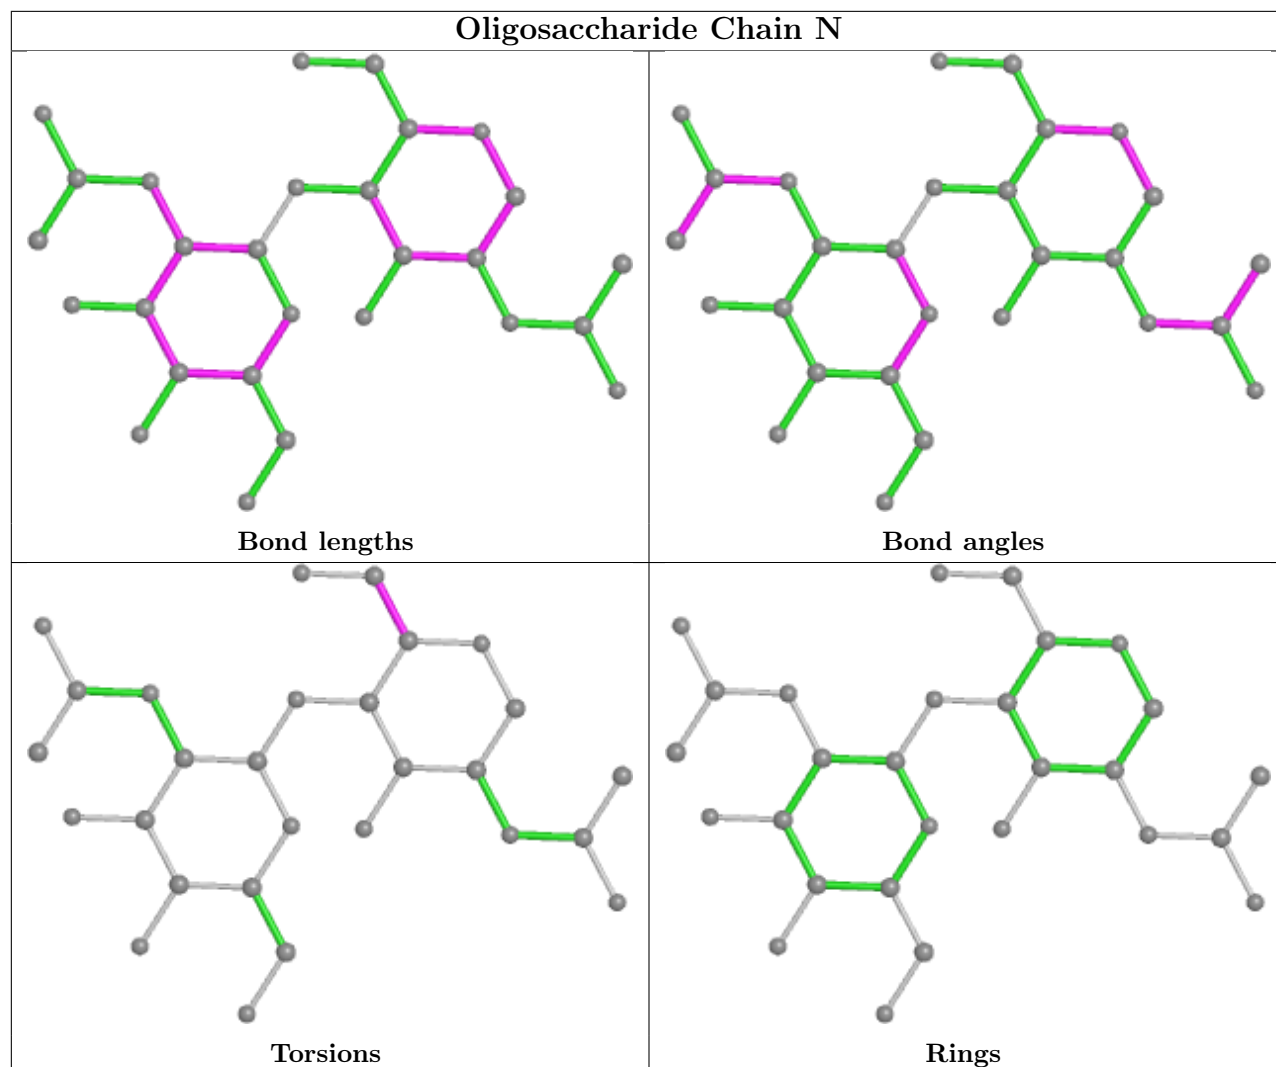 Oligosaccharide Chain N
Bond lengths
Bond angles
Torsions
Rings